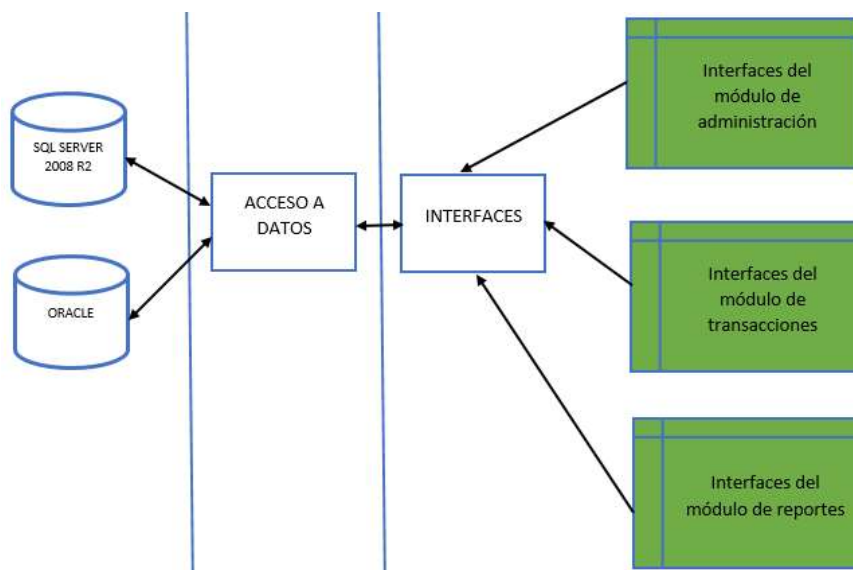 SQL SERVER
2008 R2
ORACLE
ACCESO A
DATOS
INTERFACES
Interfaces del
módulo de
administración
Interfaces del
módulo de
transacciones
Interfaces del
módulo de reportes